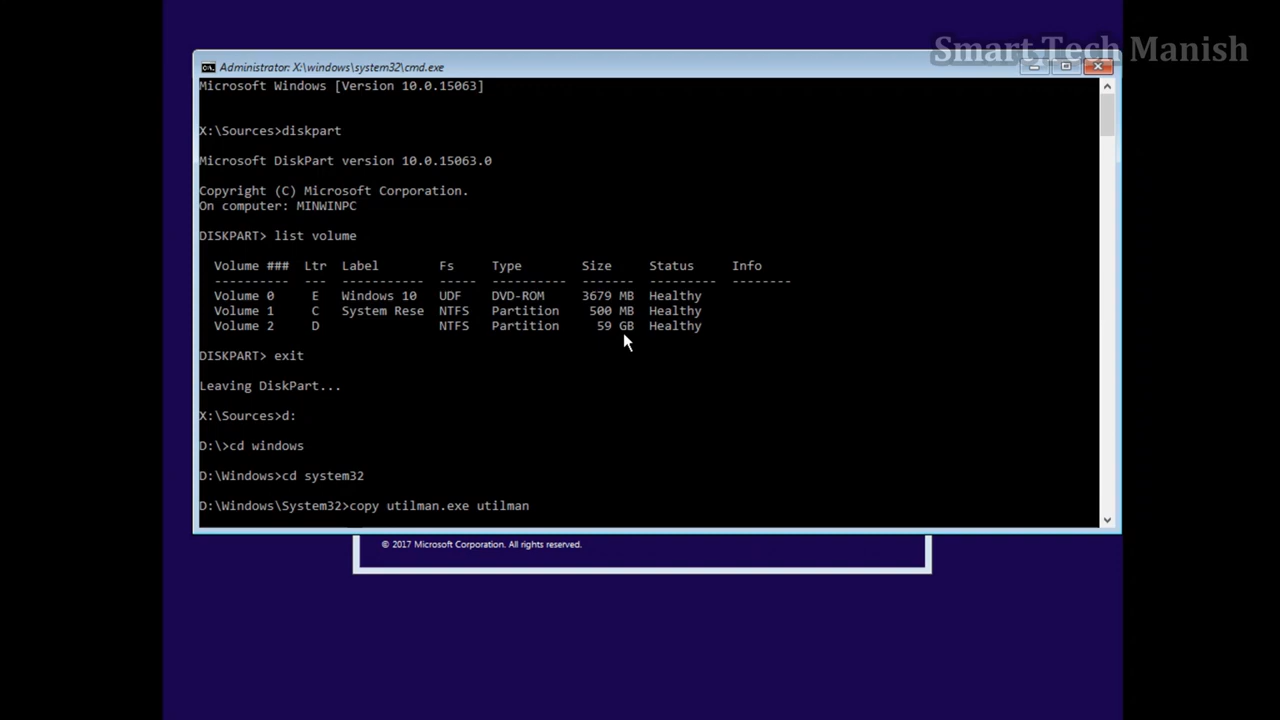 Smart Tech Manish
Administrator: X:\windows\system32\cmd.exe
Microsoft Windows [Version 10.0.15063]
X:\Sources>diskpart
Microsoft DiskPart version 10.0.15063.0
Copyright (C) Microsoft Corporation.
On computer: MINWINPC
DISKPART> list volume
Volume ### Ltr Label Fs Type Size Status Info
---------- --- ----------- ----- ---------- ------- --------- --------
Volume 0 E Windows 10 UDF DVD-ROM 3679 MB Healthy
Volume 1 C System Rese NTFS Partition 500 MB Healthy
Volume 2 D NTFS Partition 59 GB Healthy
DISKPART> exit
Leaving DiskPart...
X:\Sources>d:
D:\>cd windows
D:\Windows>cd system32
D:\Windows\System32>copy utilman.exe utilman
© 2017 Microsoft Corporation. All rights reserved.